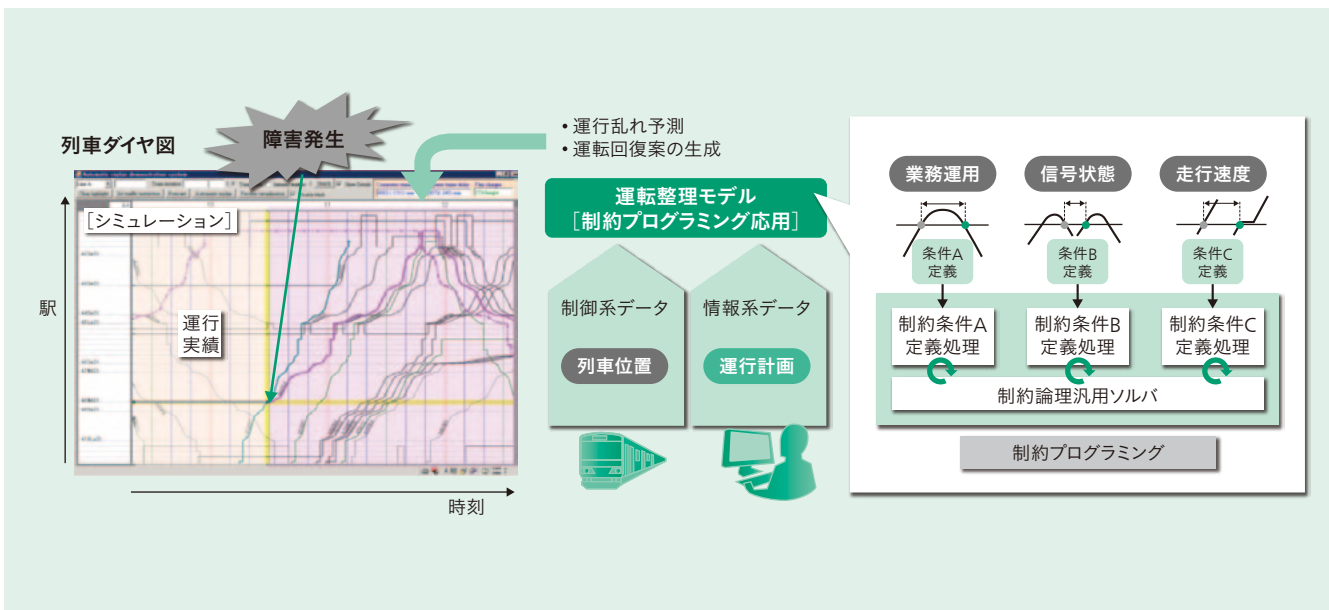 列車ダイヤ図
障害発生
• 運行乱れ予測
• 運転回復案の生成
[シミュレーション]
運行
実績
駅
時刻
運転整理モデル
[制約プログラミング応用]
制御系データ
情報系データ
列車位置
運行計画
業務運用
信号状態
走行速度
条件A
定義
条件B
定義
条件C
定義
制約条件A
定義処理
制約条件B
定義処理
制約条件C
定義処理
制約論理汎用ソルバ
制約プログラミング